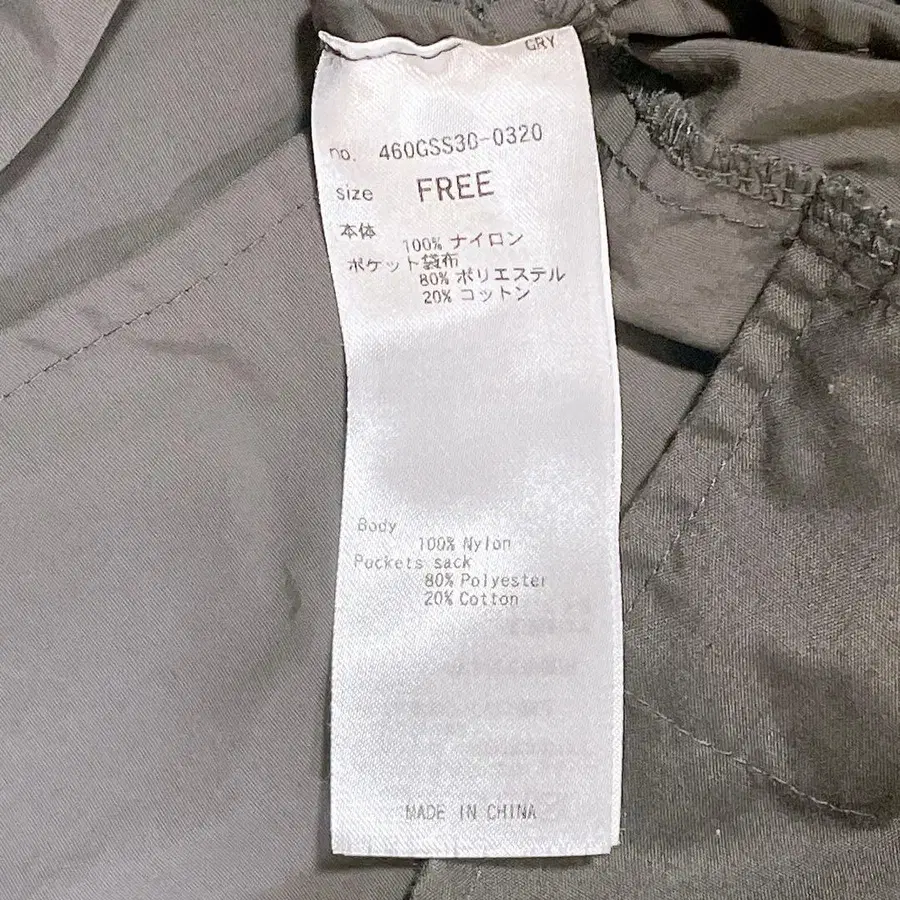 GRY
no. 460GSS30-0320
size FREE
本体
100% ナイロン
ポケット袋布
80% ポリエステル
20% コットン
Body
100% Nylon
Pockets sack
80% Polyester
20% Cotton
MADE IN CHINA